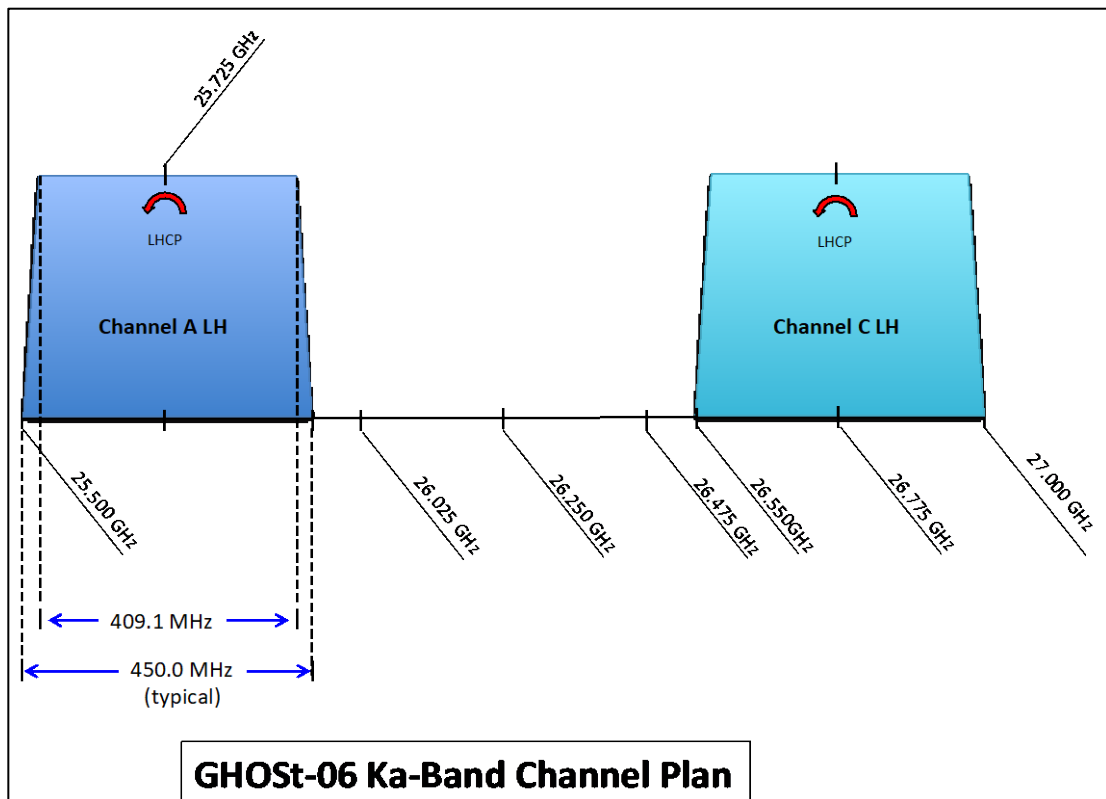 25.725 GHz
LHCP
LHCP
Channel A LH
Channel C LH
25.500 GHz
26.025 GHz
26.250 GHz
26.475 GHz
26.550GHz
26.775 GHz
27.000 GHz
409.1 MHz
450.0 MHz
(typical)
GHOSt-06 Ka-Band Channel Plan